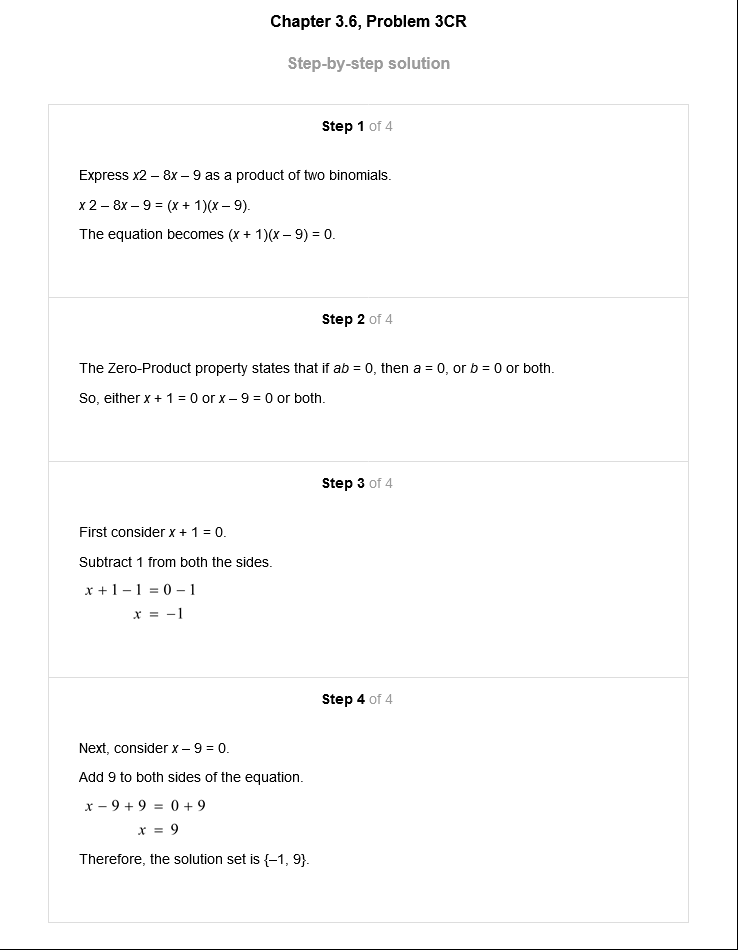 Chapter 3.6, Problem 3CR
Step-by-step solution
Step 1 of 4
Express x2 – 8x – 9 as a product of two binomials.
x 2 – 8x – 9 = (x + 1)(x – 9).
The equation becomes (x + 1)(x – 9) = 0.
Step 2 of 4
The Zero-Product property states that if ab = 0, then a = 0, or b = 0 or both.
So, either x + 1 = 0 or x – 9 = 0 or both.
Step 3 of 4
First consider x + 1 = 0.
Subtract 1 from both the sides.
x + 1 − 1 = 0 − 1
x = −1
Step 4 of 4
Next, consider x – 9 = 0.
Add 9 to both sides of the equation.
x − 9 + 9 = 0 + 9
x = 9
Therefore, the solution set is {–1, 9}.